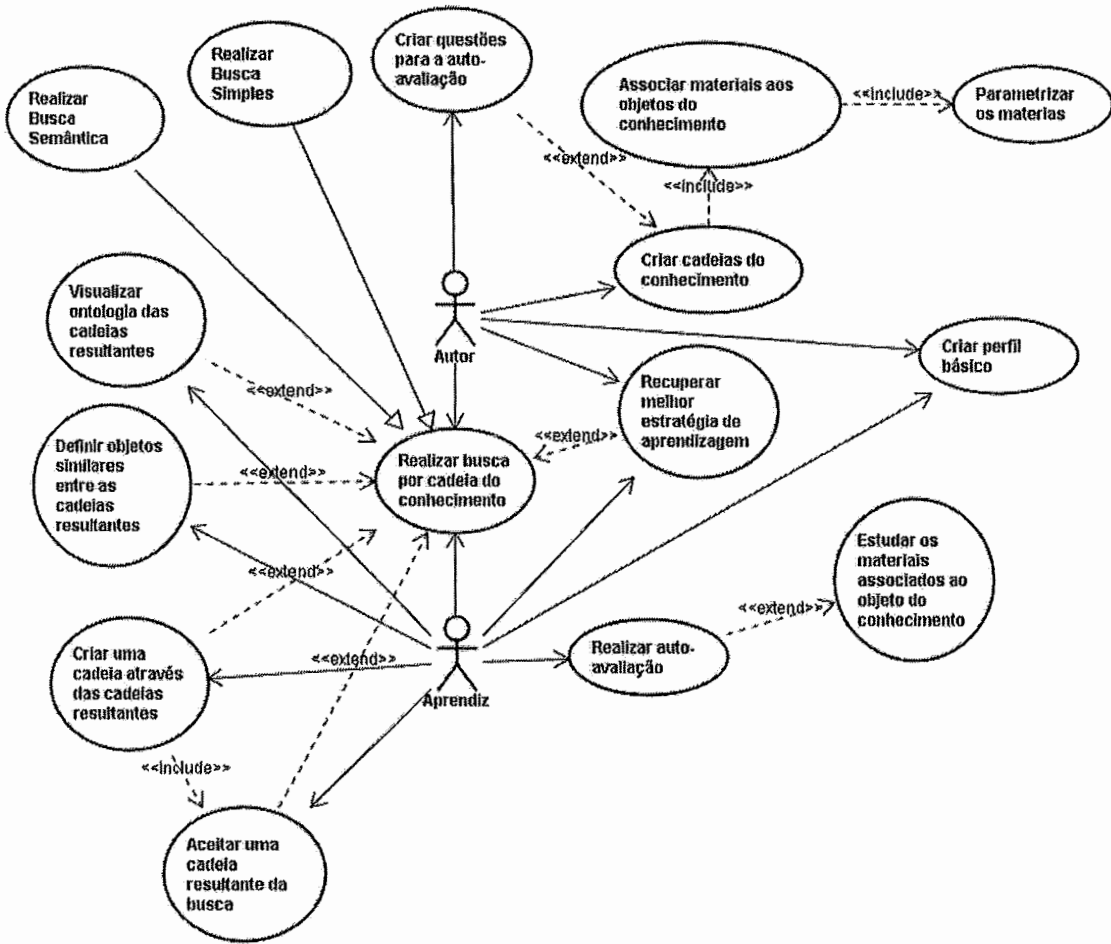 Realizar
Busca
Semântica
Realizar
Busca
Simples
Criar questões
para a auto-
avaliação
Associar materiais aos
objetos do
conhecimento
<<include>>
Parametrizar
os materias
<<extend>>
<<include>>
Criar cadeias do
conhecimento
Visualizar
ontologia das
cadeias
resultantes
Autor
Criar perfil
básico
<<extend>>
Recuperar
melhor
estratégia de
aprendizagem
<<extend>>
Definir objetos
similares
entre as
cadeias
resultantes
<<extend>>
Realizar busca
por cadeia do
conhecimento
Estudar os
materiais
associados ao
objeto do
conhecimento
<<extend>>
<<extend>>
Criar uma
cadeia através
das cadeias
resultantes
<<extend>>
Aprendiz
Realizar auto-
avaliação
<<include>>
Aceitar uma
cadeia
resultante da
busca